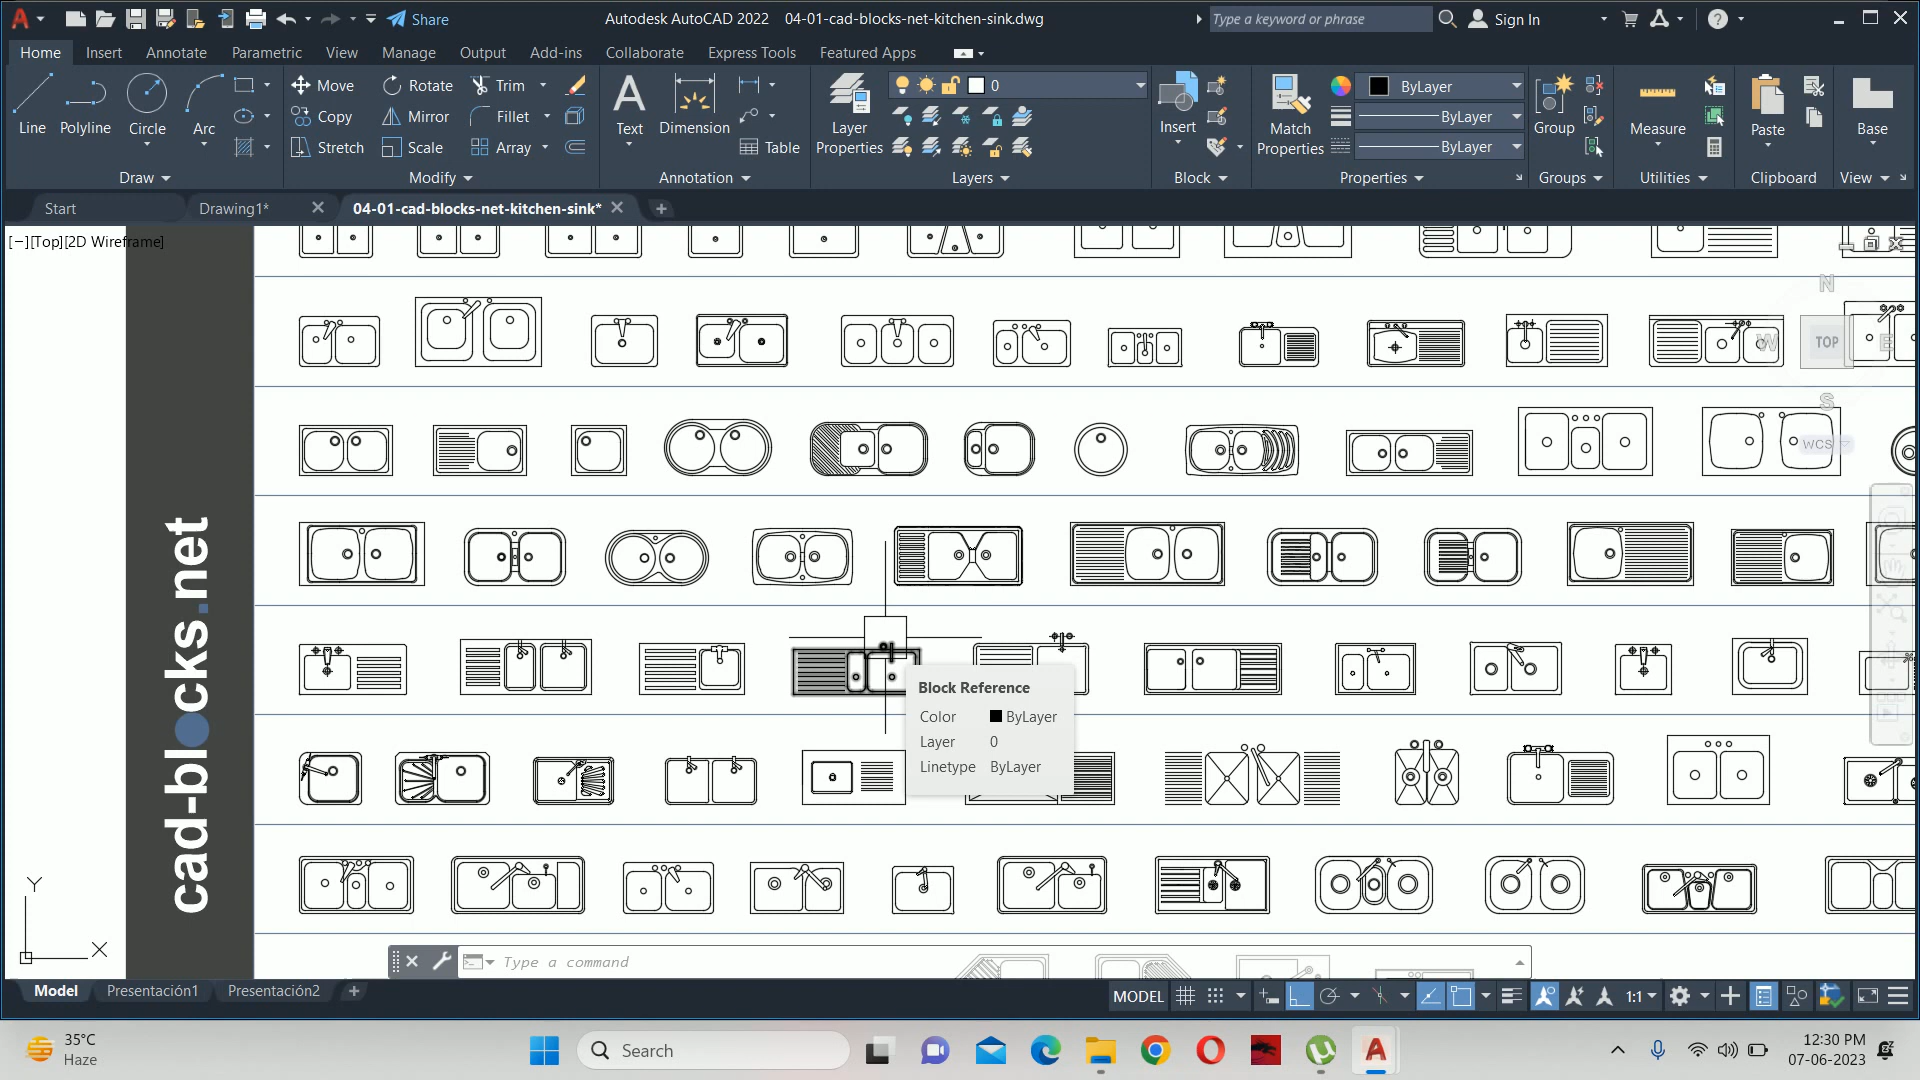 Share
Autodesk AutoCAD 2022 04-01-cad-blocks-net-kitchen-sink.dwg
Type a keyword or phrase
Sign In
Home Insert Annotate Parametric View Manage Output Add-ins Collaborate Express Tools Featured Apps
Line Polyline Circle Arc
Draw
Move Rotate Trim
Copy Mirror Fillet
Stretch Scale Array
Modify
Text Dimension
Table
Annotation
Layer Properties
0
Layers
Insert
Block
Match Properties
ByLayer
ByLayer
ByLayer
Properties
Group
Groups
Measure
Utilities
Paste
Clipboard
Base
View
Start Drawing1* 04-01-cad-blocks-net-kitchen-sink*
[−][Top][2D Wireframe]
N
W TOP E
S
WCS
cad-blocks.net
Block Reference
Color ByLayer
Layer 0
Linetype ByLayer
Y
X
Type a command
Model Presentación1 Presentación2
MODEL
1:1
35°C
Haze
Search
12:30 PM
07-06-2023